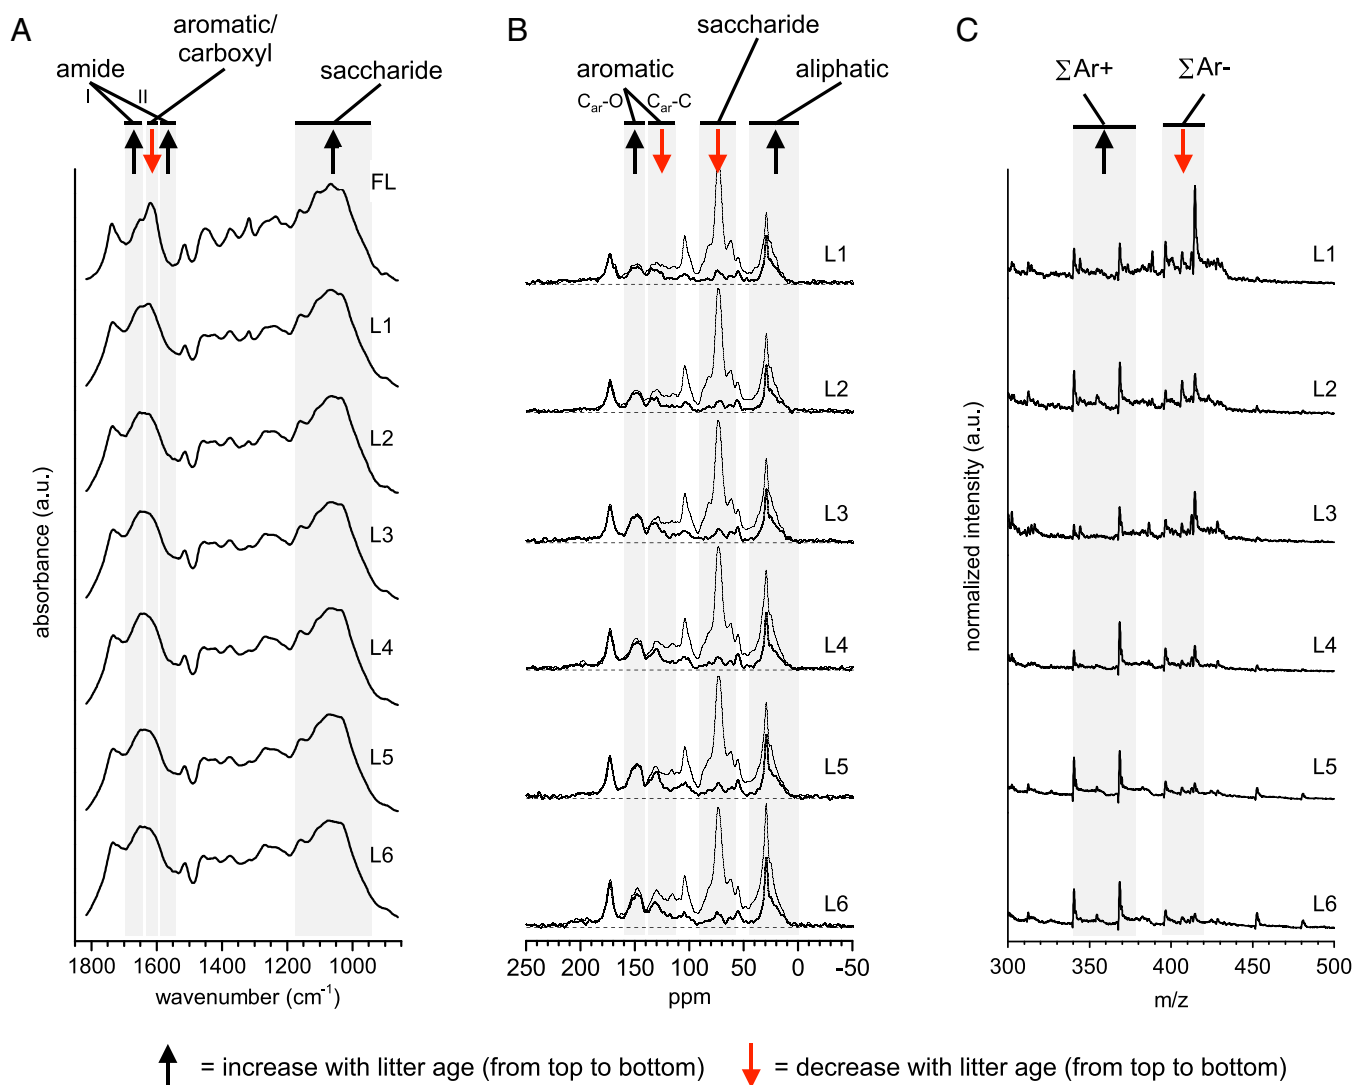 A
aromatic/
carboxyl
amide
I
II
saccharide
FL
L1
L2
L3
L4
L5
L6
absorbance (a.u.)
1800
1600
1400
1200
1000
wavenumber (cm-1)
B
saccharide
aromatic
aliphatic
Car-O
Car-C
L1
L2
L3
L4
L5
L6
250
200
150
100
50
0
-50
ppm
C
∑Ar+
∑Ar-
L1
L2
L3
L4
L5
L6
normalized intensity (a.u.)
300
350
400
450
500
m/z
= increase with litter age (from top to bottom)
= decrease with litter age (from top to bottom)